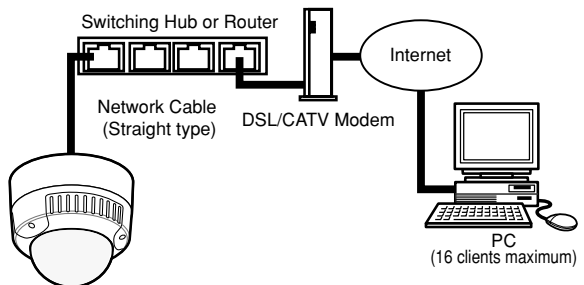 Switching Hub or Router
Internet
Network Cable
(Straight type)
DSL/CATV Modem
PC
(16 clients maximum)